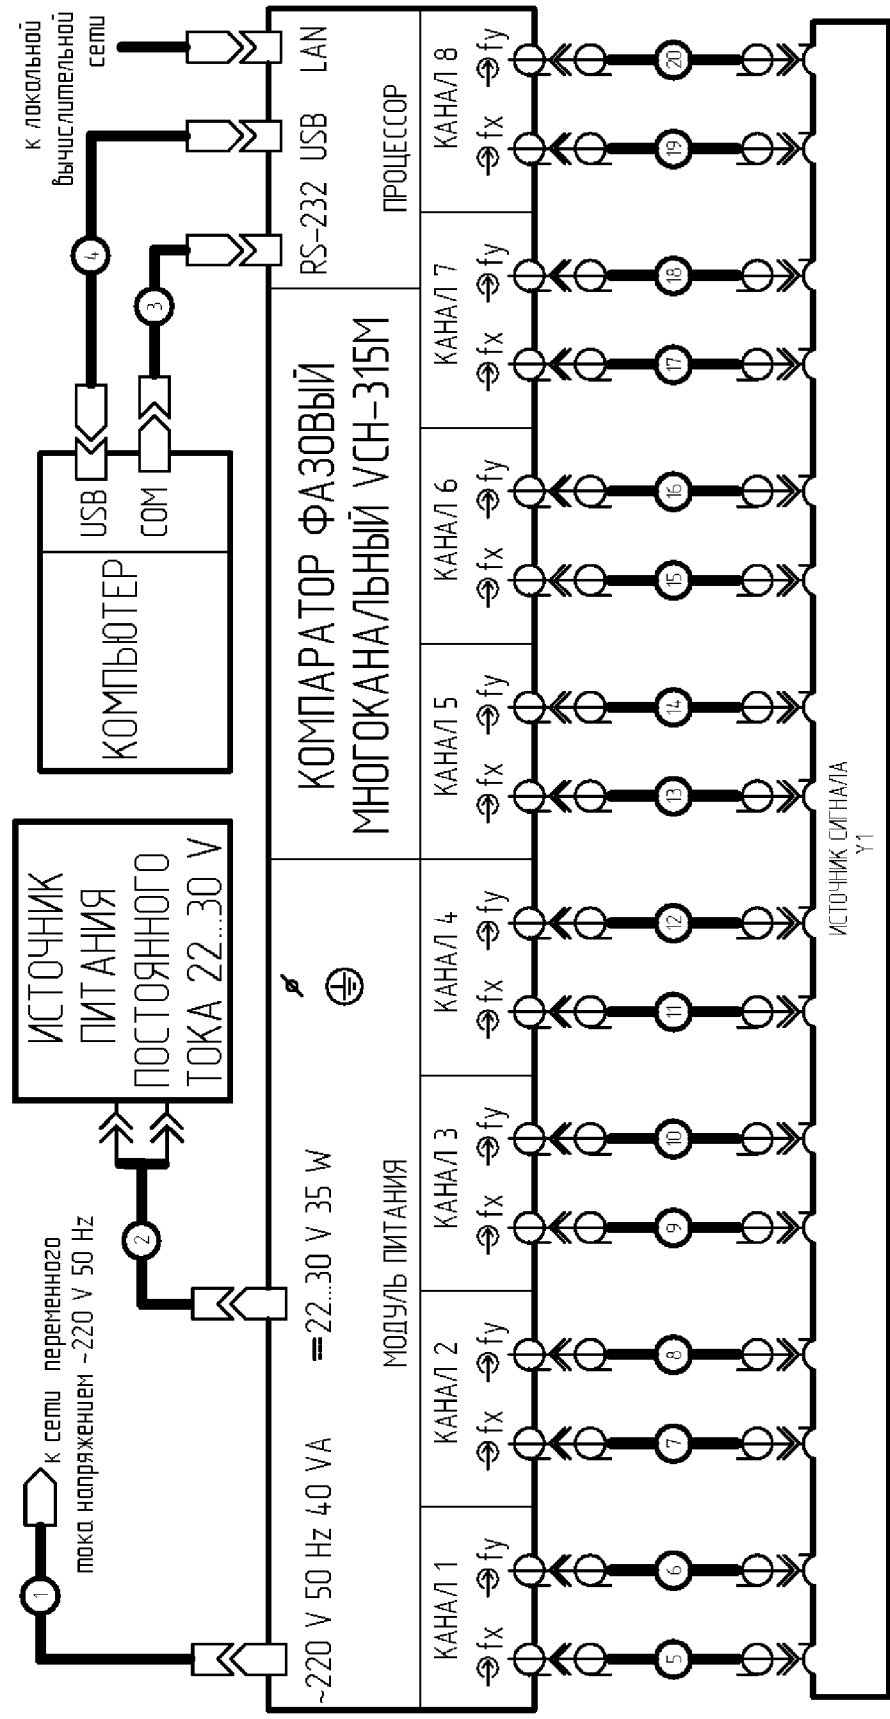 1
к сети переменного
тока напряжением ~220 V 50 Hz
2
ИСТОЧНИК
ПИТАНИЯ
ПОСТОЯННОГО
ТОКА 22...30 V
КОМПЬЮТЕР
USB
COM
3
4
к локальной
вычислительной
сети
~220 V 50 Hz 40 VA
=22...30 V 35 W
МОДУЛЬ ПИТАНИЯ
КОМПАРАТОР ФАЗОВЫЙ
МНОГОКАНАЛЬНЫЙ VCH-315M
RS-232 USB LAN
ПРОЦЕССОР
КАНАЛ 1
fx fy
КАНАЛ 2
fx fy
КАНАЛ 3
fx fy
КАНАЛ 4
fx fy
КАНАЛ 5
fx fy
КАНАЛ 6
fx fy
КАНАЛ 7
fx fy
КАНАЛ 8
fx fy
5 6 7 8 9 10 11 12 13 14 15 16 17 18 19 20
ИСТОЧНИК СИГНАЛА
Y1